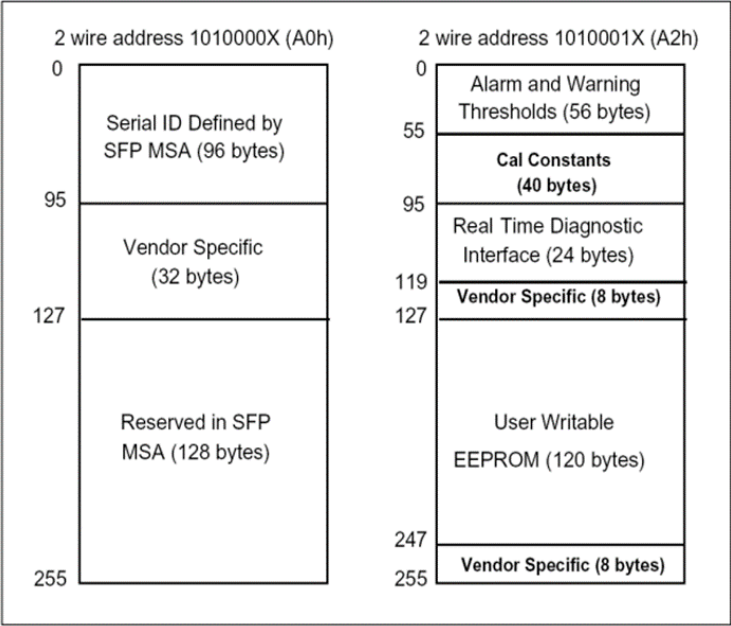 2 wire address 1010000X (A0h)
0
Serial ID Defined by
SFP MSA (96 bytes)
95
Vendor Specific
(32 bytes)
127
Reserved in SFP
MSA (128 bytes)
255
2 wire address 1010001X (A2h)
0
Alarm and Warning
Thresholds (56 bytes)
55
Cal Constants
(40 bytes)
95
Real Time Diagnostic
Interface (24 bytes)
119
Vendor Specific (8 bytes)
127
User Writable
EEPROM (120 bytes)
247
Vendor Specific (8 bytes)
255